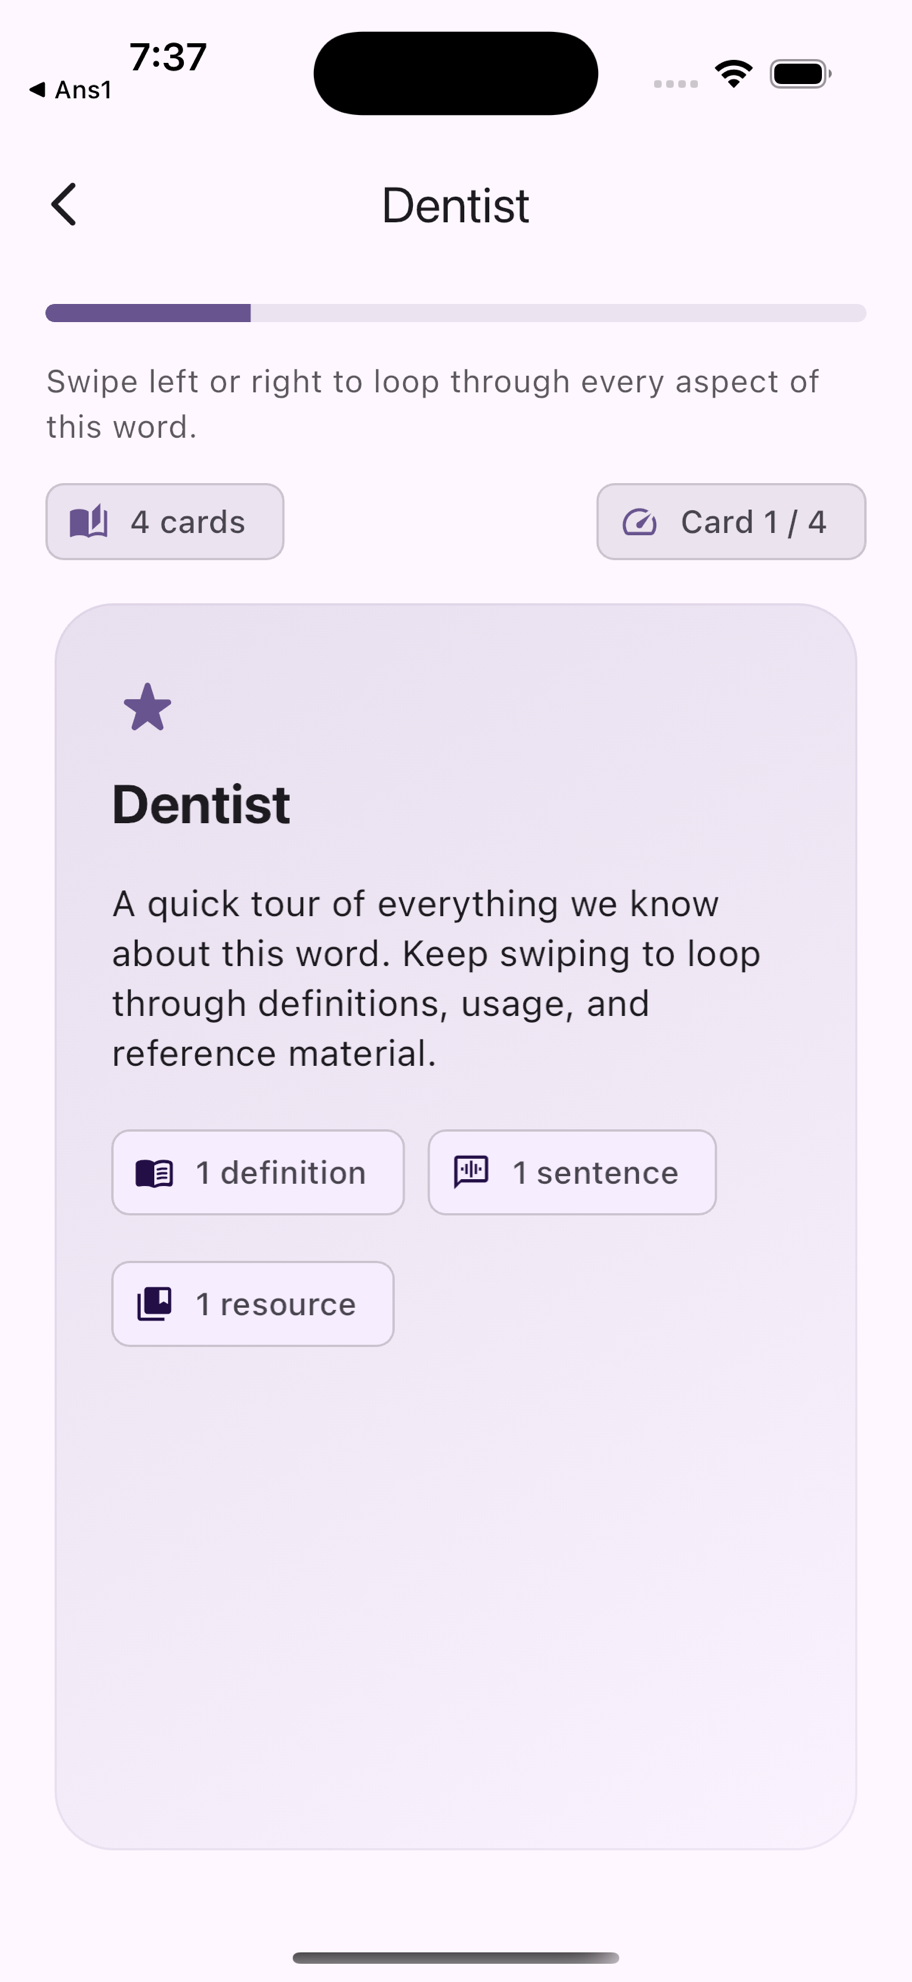 7:37
◀ Ans1
Dentist
Swipe left or right to loop through every aspect of
this word.
4 cards
Card 1 / 4
Dentist
A quick tour of everything we know
about this word. Keep swiping to loop
through definitions, usage, and
reference material.
1 definition
1 sentence
1 resource